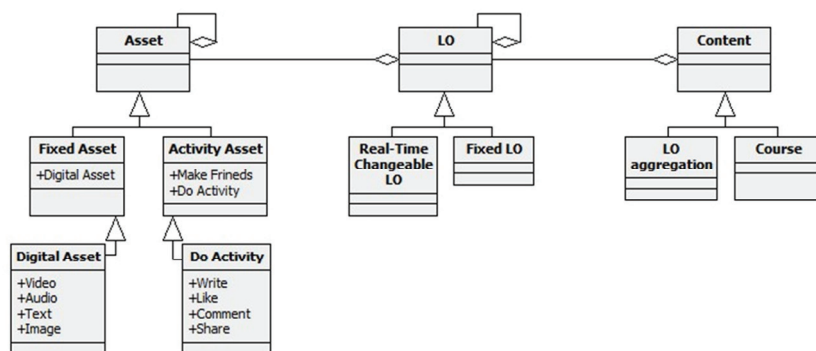 Asset
LO
Content
Fixed Asset
+Digital Asset
Activity Asset
+Make Frineds
+Do Activity
Real-Time
Changeable
LO
Fixed LO
LO
aggregation
Course
Digital Asset
+Video
+Audio
+Text
+Image
Do Activity
+Write
+Like
+Comment
+Share